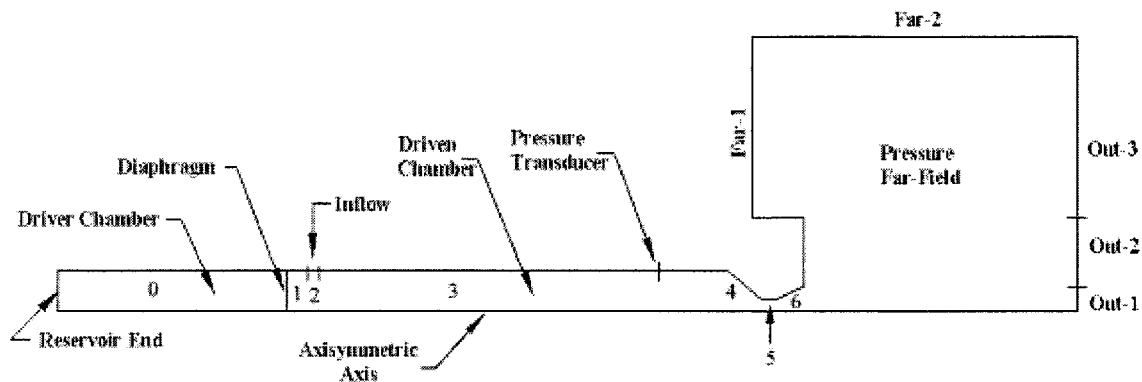 Far-2
Far-1
Pressure
Far-Field
Out-3
Out-2
Out-1
Driven
Chamber
Pressure
Transducer
Diaphragm
Inflow
Driver Chamber
0
1
2
3
4
6
Reservoir End
Axisymmetric
Axis
5